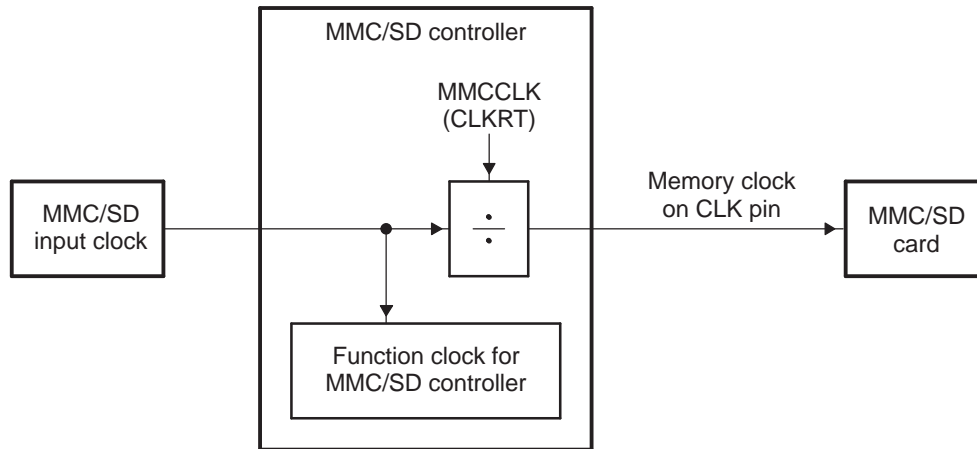 MMC/SD controller
MMCCLK
(CLKRT)
MMC/SD
input clock
Memory clock
on CLK pin
MMC/SD
card
Function clock for
MMC/SD controller